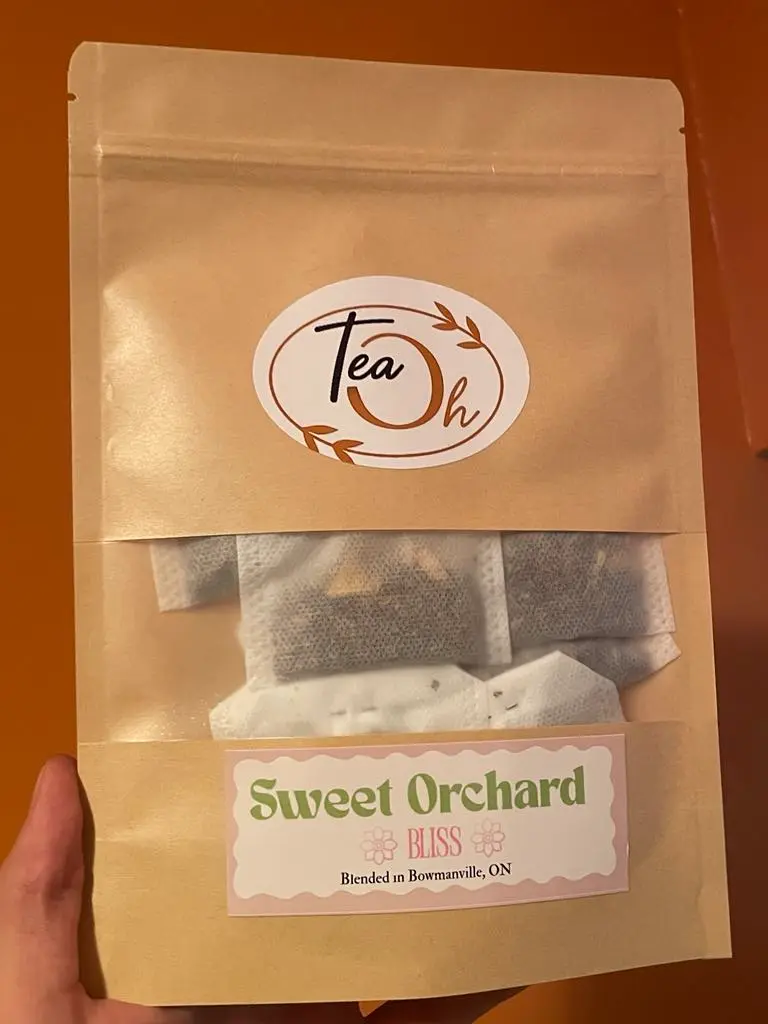 Tea Oh
Sweet Orchard
BLISS
Blended in Bowmanville, ON